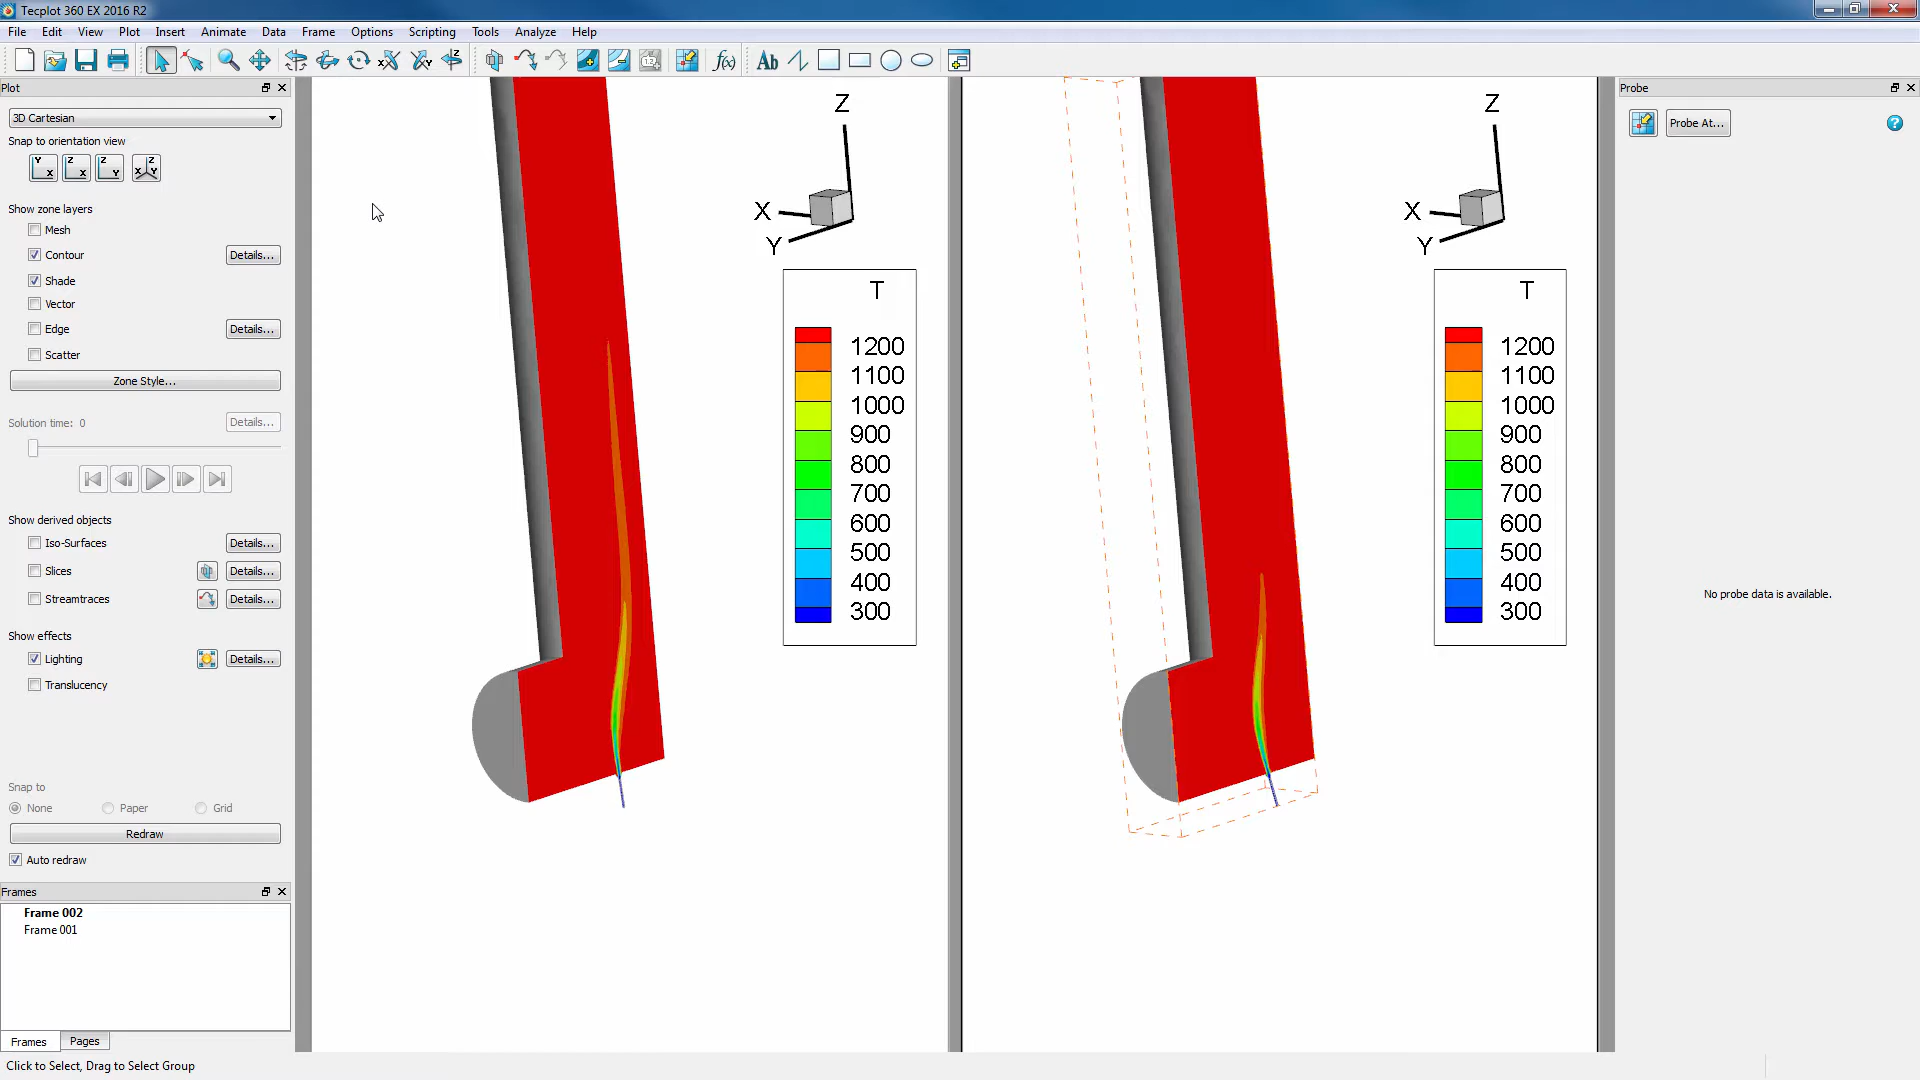 Tecplot 360 EX 2016 R2
File Edit View Plot Insert Animate Data Frame Options Scripting Tools Analyze Help
Plot
3D Cartesian
Snap to orientation view
Show zone layers
Mesh
Contour Details...
Shade
Vector
Edge Details...
Scatter
Zone Style...
Solution time: 0 Details...
Show derived objects
Iso-Surfaces Details...
Slices Details...
Streamtraces Details...
Show effects
Lighting Details...
Translucency
Snap to
None Paper Grid
Redraw
Auto redraw
Frames
Frame 002
Frame 001
Frames Pages
Click to Select, Drag to Select Group
Z
X
Y
T
1200
1100
1000
900
800
700
600
500
400
300
Z
X
Y
T
1200
1100
1000
900
800
700
600
500
400
300
Probe
Probe At...
No probe data is available.